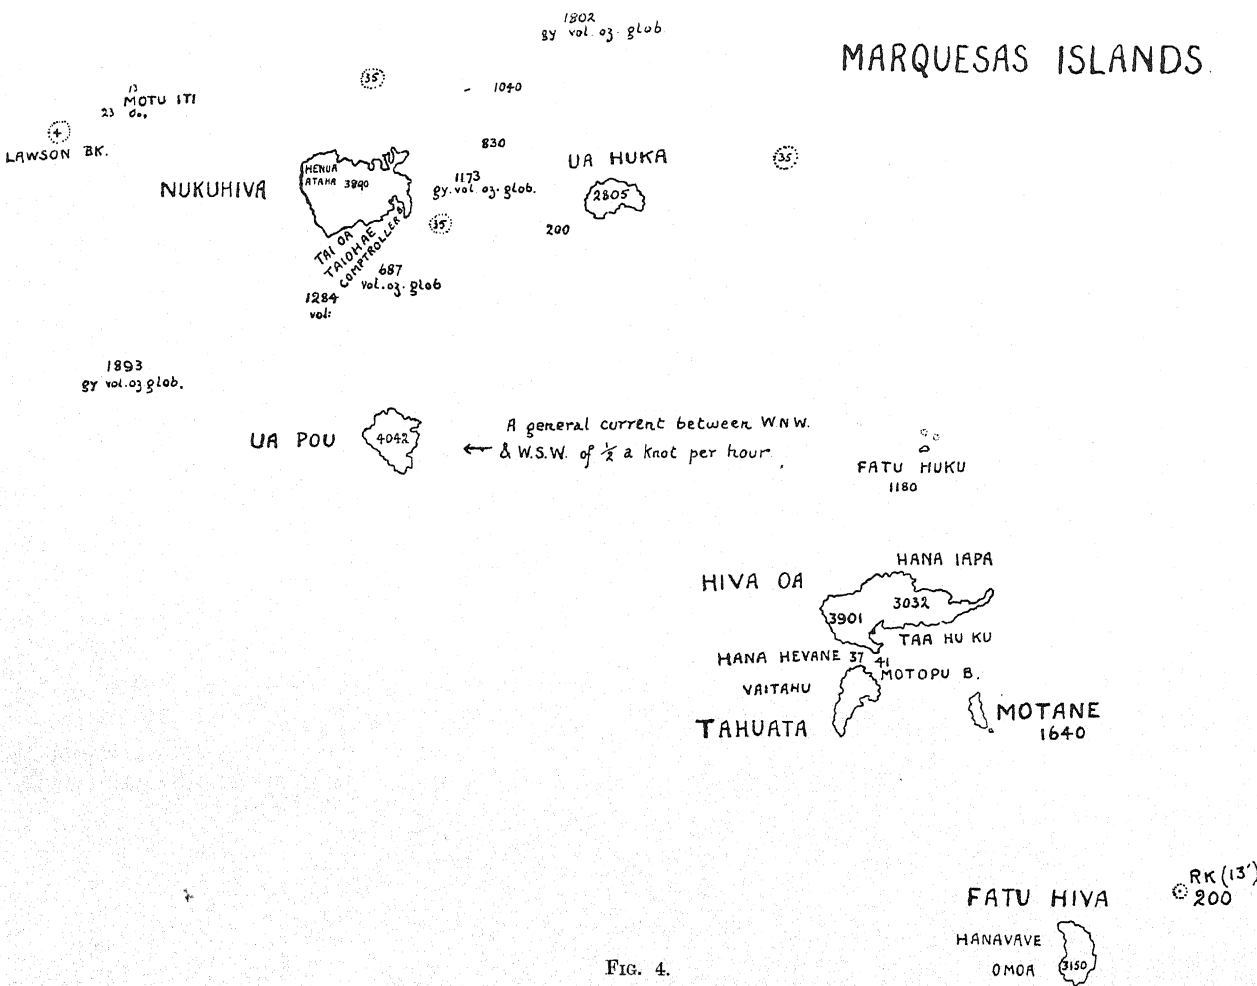 1802
gy vol. oz. glob
MARQUESAS ISLANDS
35
1040
13
MOTU ITI
23
LAWSON BK.
830
UA HUKA
35
HENUA
ATAHA 3890
NUKUHIVA
1173
gy. vol. oz. glob.
2805
35
200
TAI OA
TAIOHAE
COMPTROLLER B
687
vol. oz. glob
1284
vol:
1893
gy vol. oz glob.
UA POU
4042
A general current between W.N.W.
← & W.S.W. of ½ a knot per hour
FATU HUKU
1180
HANA IAPA
HIVA OA
3032
3901
TAA HU KU
HANA HEVANE 37 41
MOTOPU B.
VAITAHU
TAHUATA
MOTANE
1640
RK (13')
200
FATU HIVA
HANAVAVE
OMOA
3150
FIG. 4.